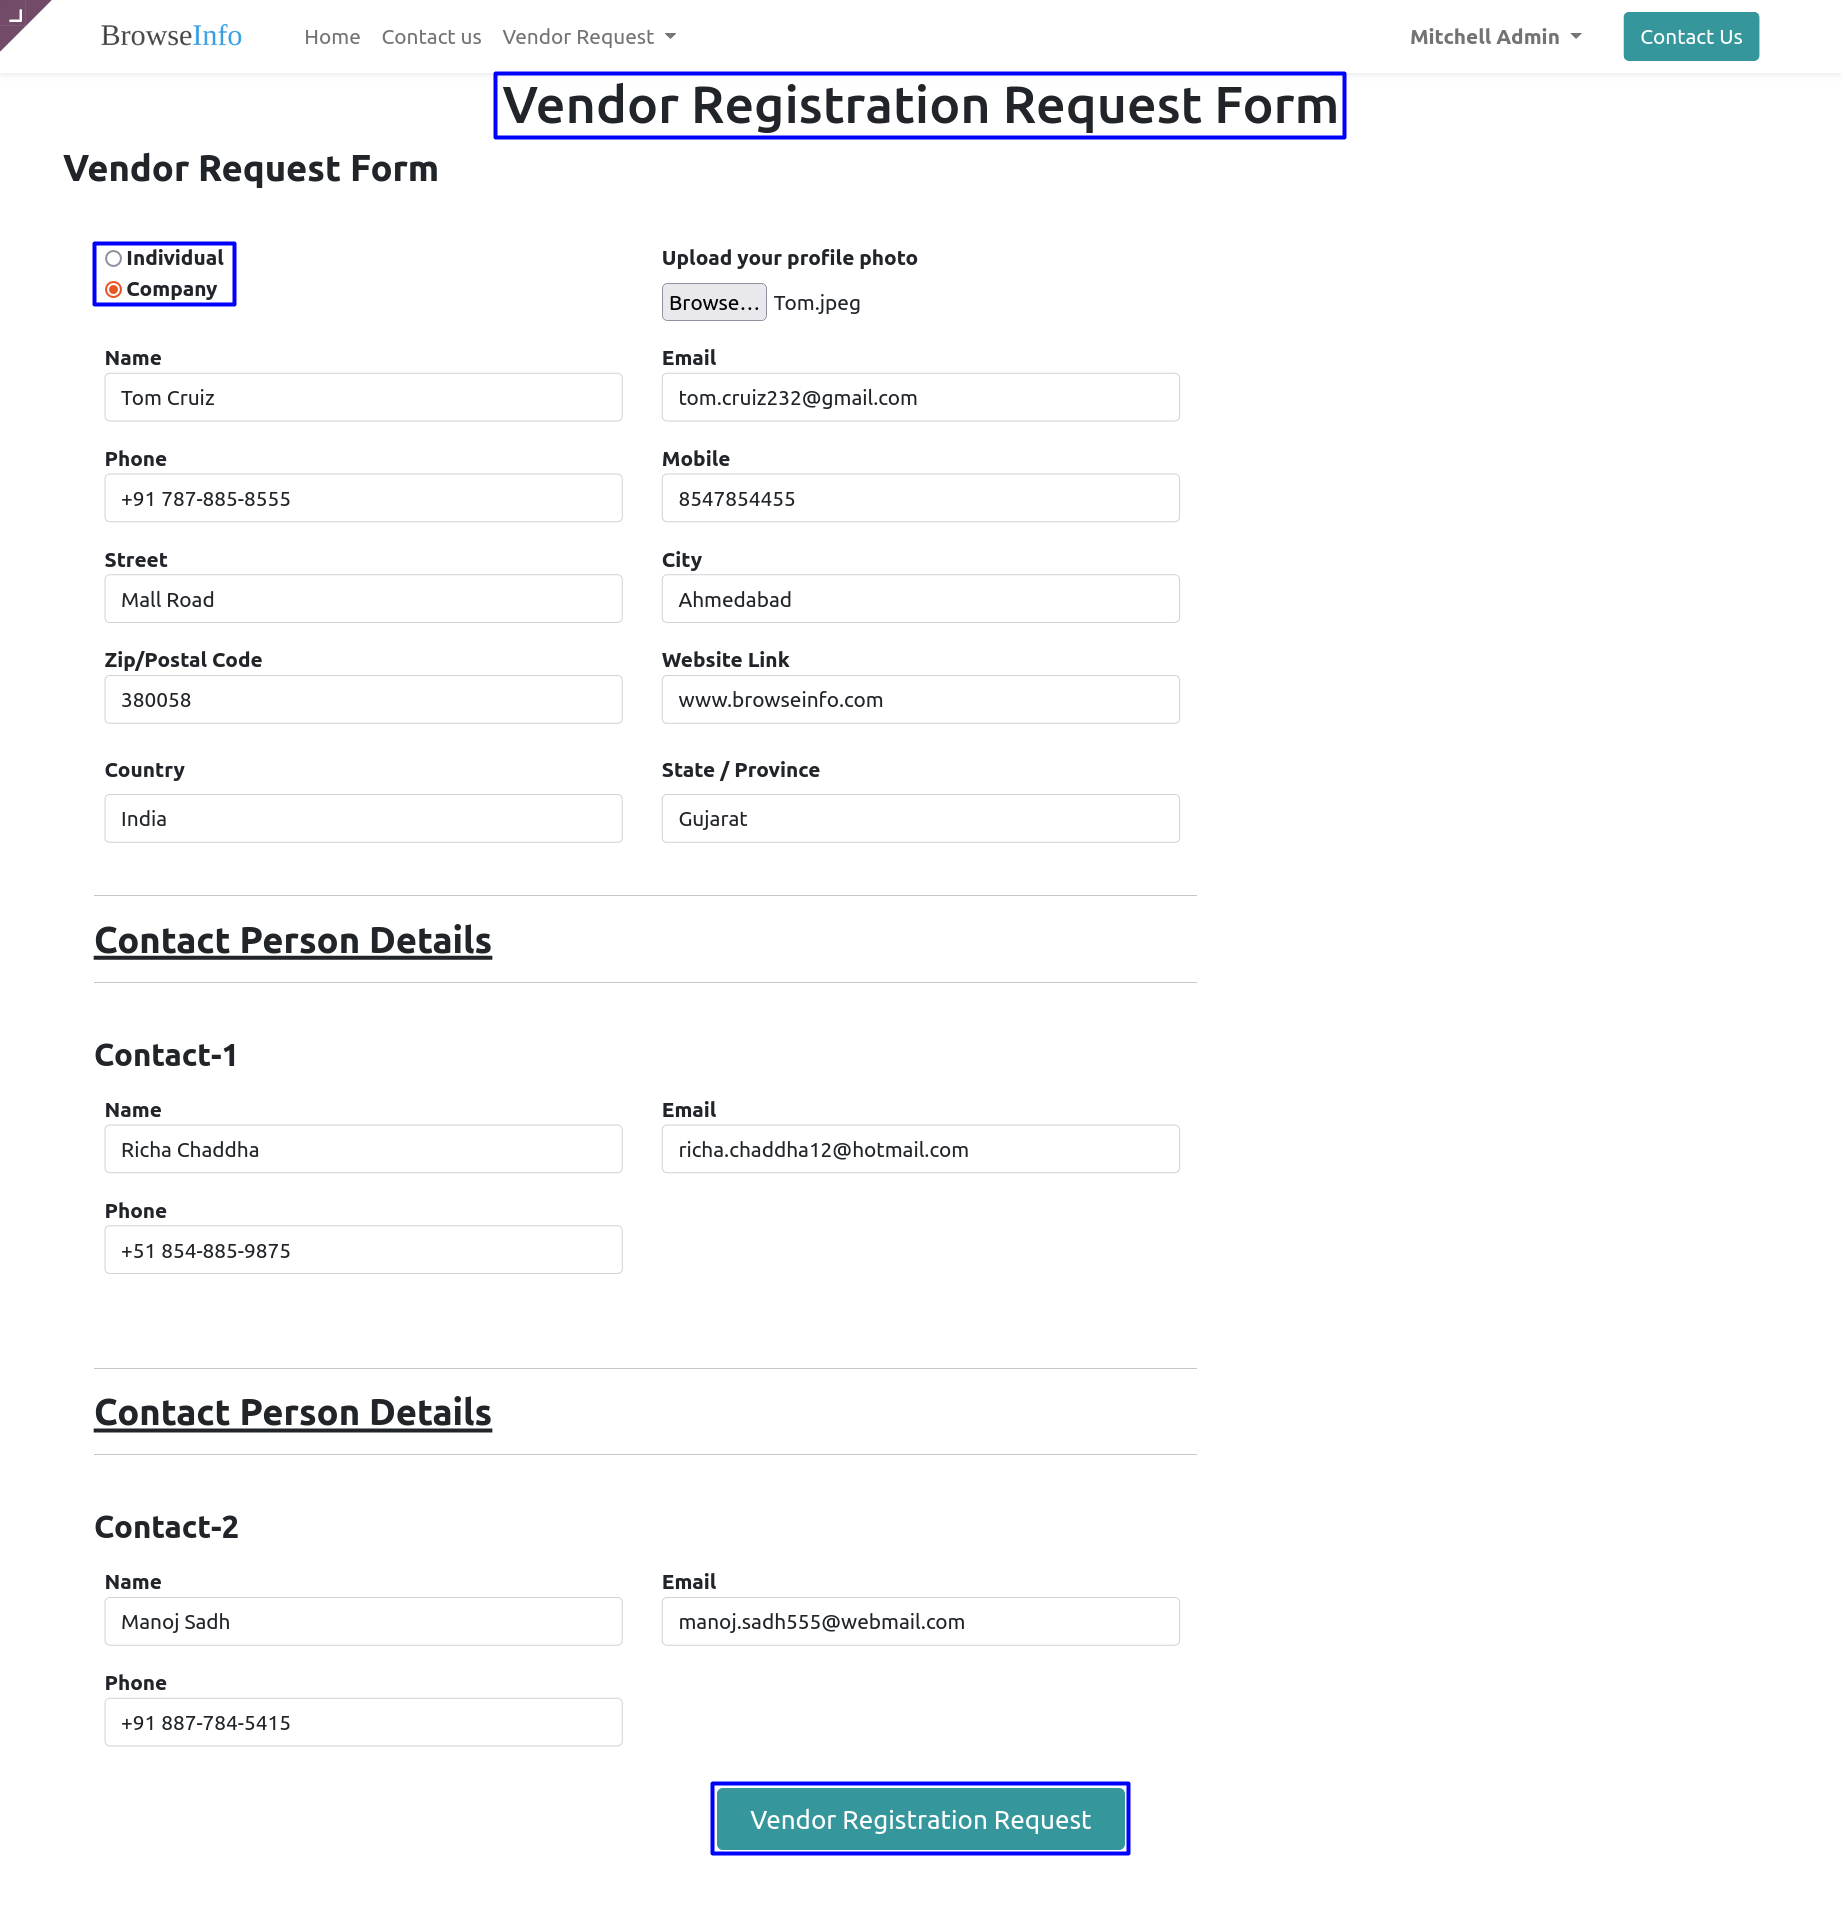 BrowseInfo Home Contact us Vendor Request Mitchell Admin Contact Us
Vendor Registration Request Form
Vendor Request Form
Individual Upload your profile photo
Company
Browse... Tom.jpeg
Name Email
Tom Cruiz tom.cruiz232@gmail.com
Phone Mobile
+91 787-885-8555 8547854455
Street City
Mall Road Ahmedabad
Zip/Postal Code Website Link
380058 www.browseinfo.com
Country State / Province
India Gujarat
Contact Person Details
Contact-1
Name Email
Richa Chaddha richa.chaddha12@hotmail.com
Phone
+51 854-885-9875
Contact Person Details
Contact-2
Name Email
Manoj Sadh manoj.sadh555@webmail.com
Phone
+91 887-784-5415
Vendor Registration Request